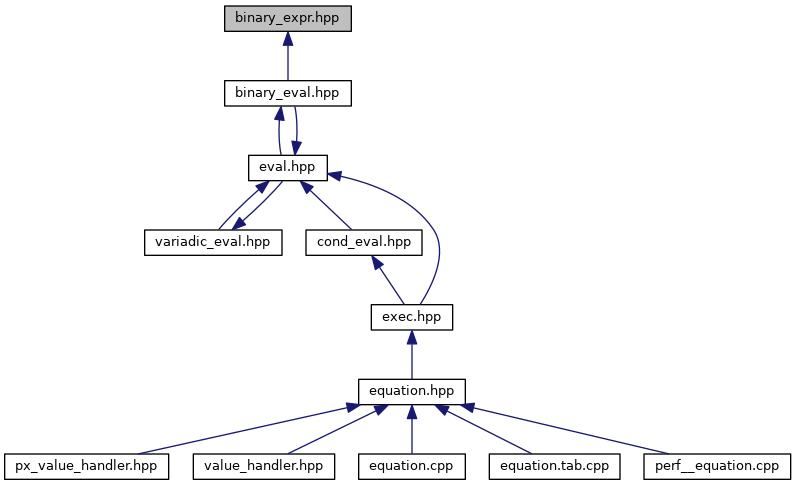 binary_expr.hpp
binary_eval.hpp
eval.hpp
variadic_eval.hpp
cond_eval.hpp
exec.hpp
equation.hpp
px_value_handler.hpp
value_handler.hpp
equation.cpp
equation.tab.cpp
perf__equation.cpp